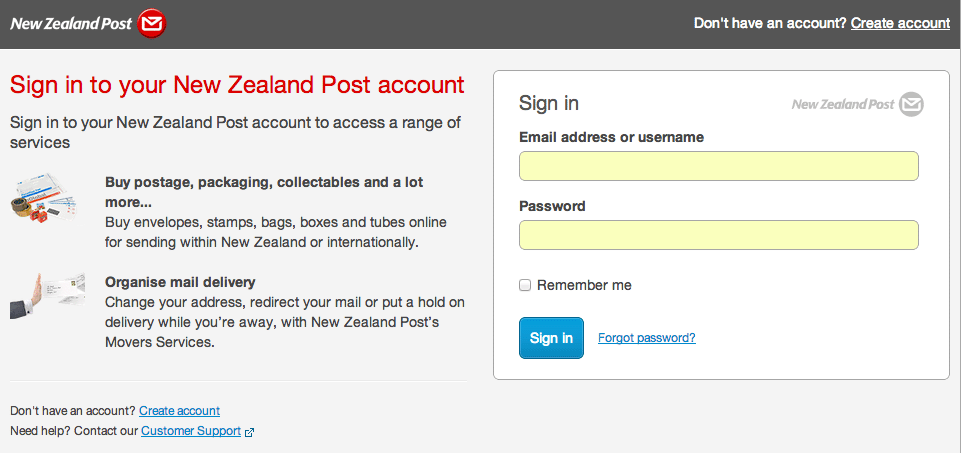 New Zealand Post
Don't have an account? Create account
Sign in to your New Zealand Post account
Sign in to your New Zealand Post account to access a range of
services
Buy postage, packaging, collectables and a lot
more...
Buy envelopes, stamps, bags, boxes and tubes online
for sending within New Zealand or internationally.
Organise mail delivery
Change your address, redirect your mail or put a hold on
delivery while you're away, with New Zealand Post's
Movers Services.
Don't have an account? Create account
Need help? Contact our Customer Support
Sign in
New Zealand Post
Email address or username
Password
Remember me
Sign in
Forgot password?